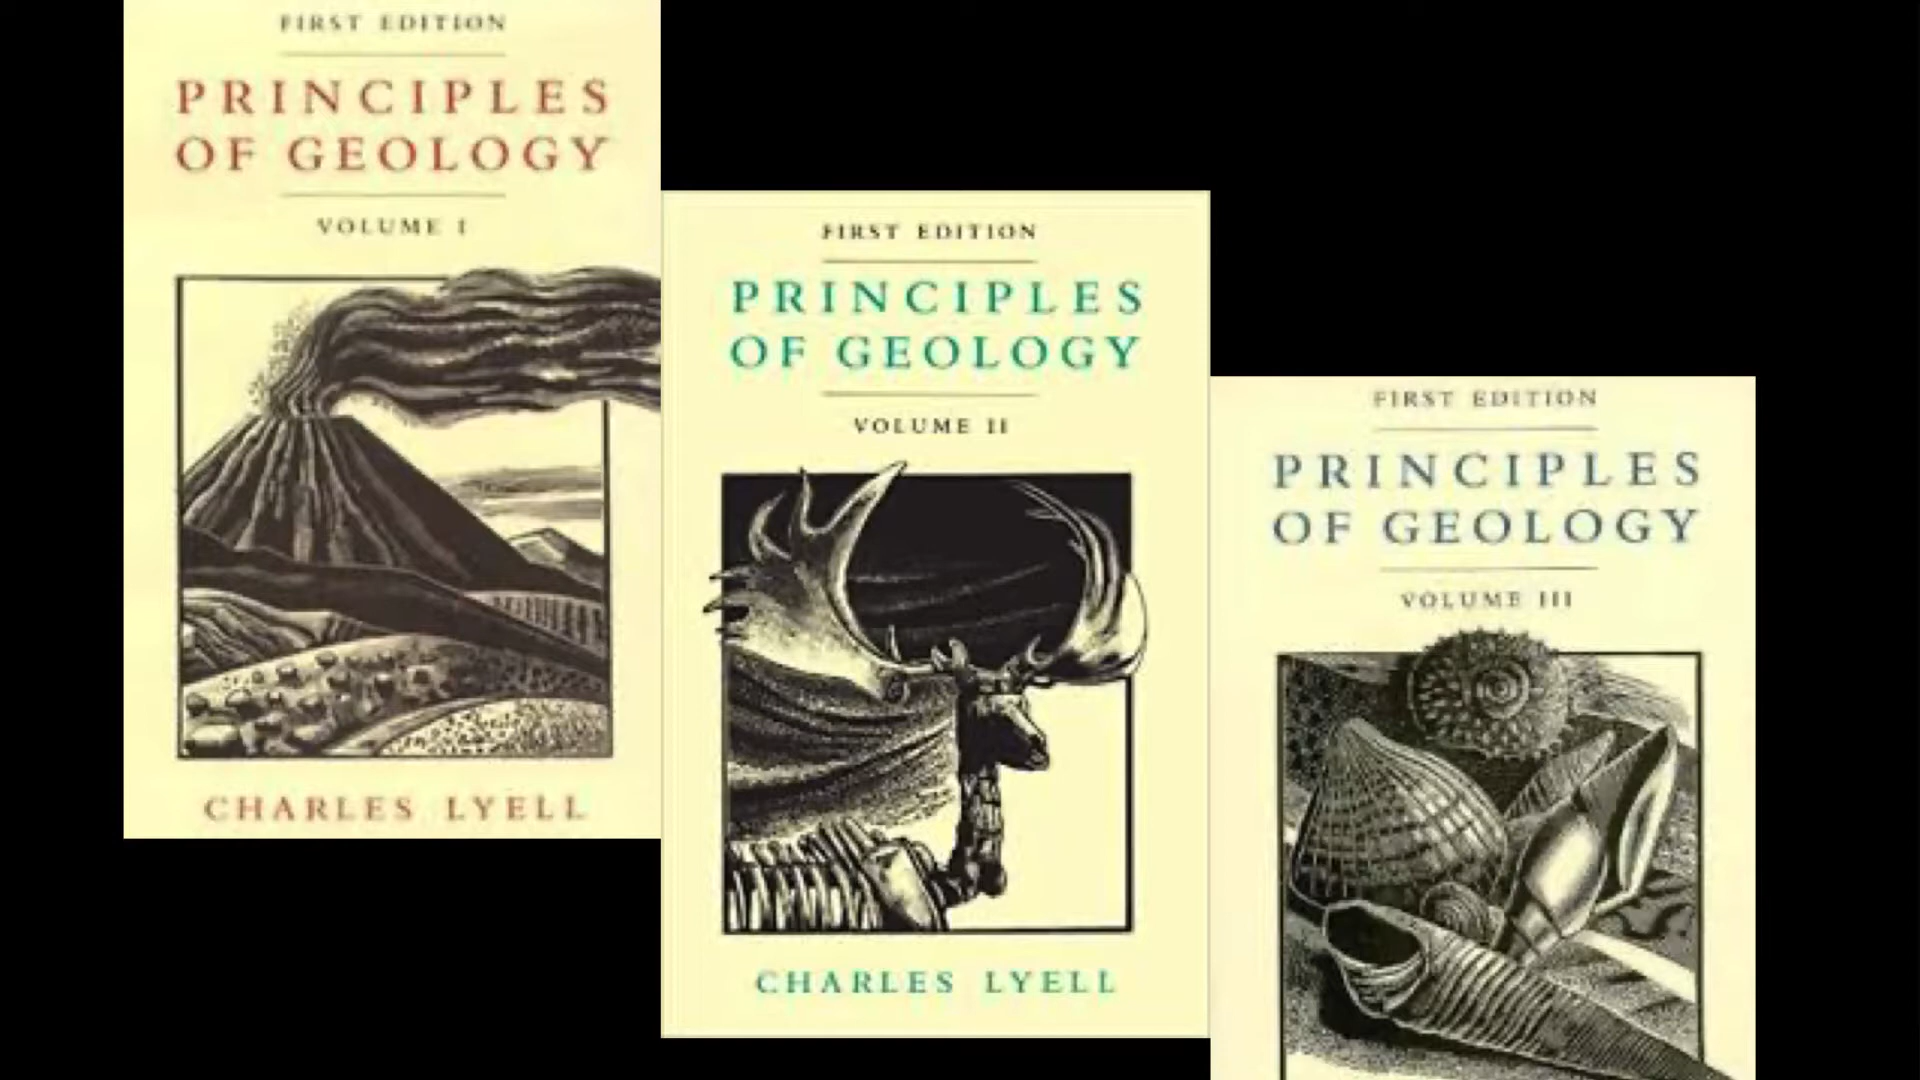 FIRST EDITION
PRINCIPLES
OF GEOLOGY
VOLUME I
CHARLES LYELL
FIRST EDITION
PRINCIPLES
OF GEOLOGY
VOLUME II
CHARLES LYELL
FIRST EDITION
PRINCIPLES
OF GEOLOGY
VOLUME III